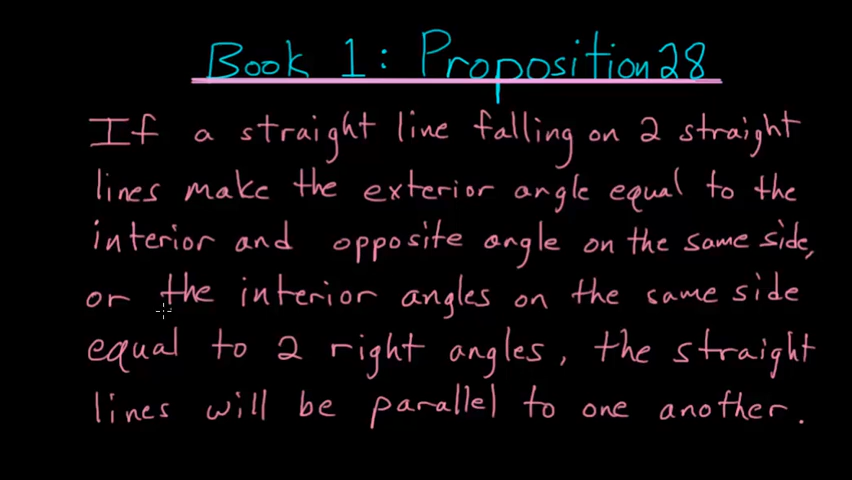 Book 1: Proposition 28
If a straight line falling on 2 straight
lines make the exterior angle equal to the
interior and opposite angle on the same side,
or the interior angles on the same side
equal to 2 right angles, the straight
lines will be parallel to one another.